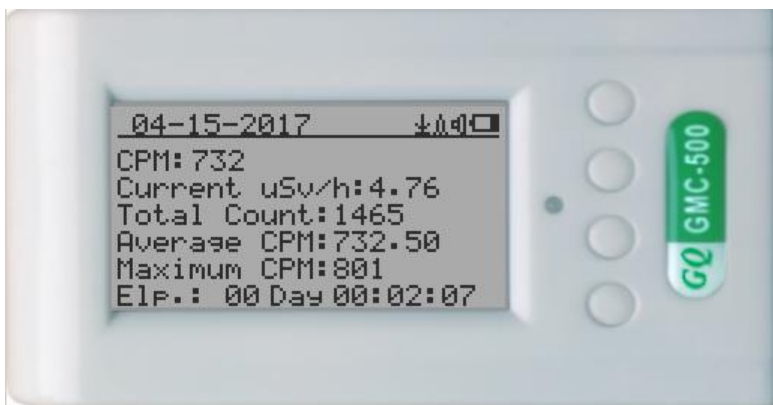 04-15-2017
CPM: 732
Current uSv/h:4.76
Total Count:1465
Average CPM:732.50
Maximum CPM:801
Elp.: 00 Day 00:02:07
GQ GMC-500